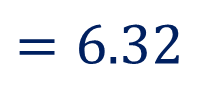 = 6.32